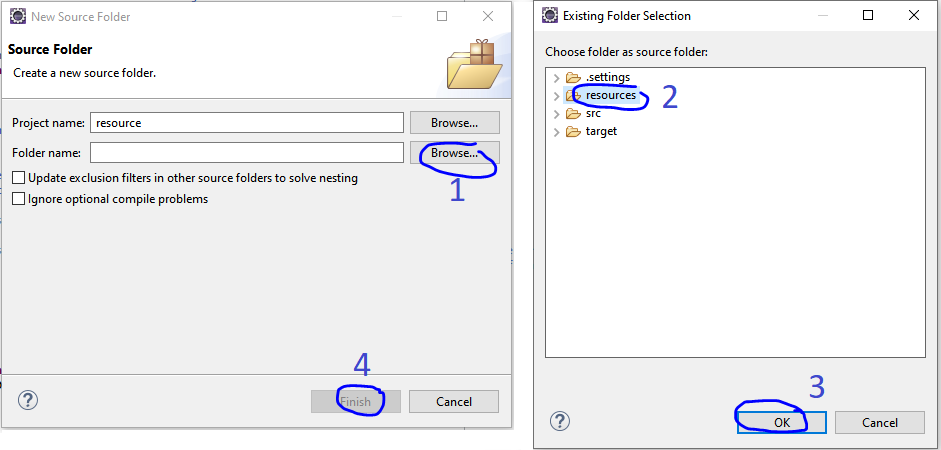 New Source Folder
Source Folder
Create a new source folder.
Project name: resource Browse...
Folder name: Browse...
1
Update exclusion filters in other source folders to solve nesting
Ignore optional compile problems
4
? Finish Cancel
Existing Folder Selection
Choose folder as source folder:
.settings
resources 2
src
target
3
? OK Cancel